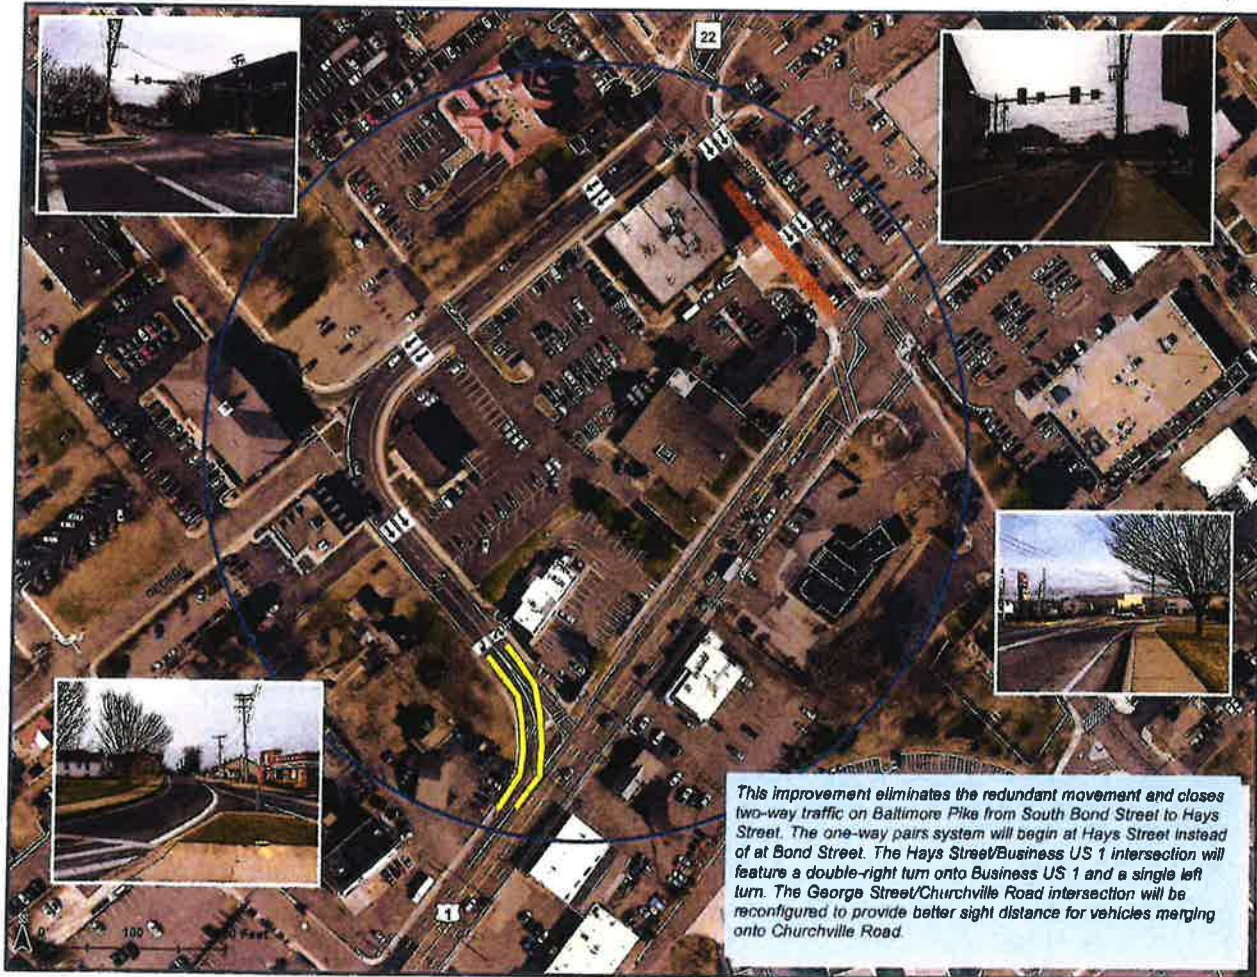 22
GEORGE
This improvement eliminates the redundant movement and closes
two-way traffic on Baltimore Pike from South Bond Street to Hays
Street. The one-way pairs system will begin at Hays Street instead
of at Bond Street. The Hays Street/Business US 1 intersection will
feature a double-right turn onto Business US 1 and a single left
turn. The George Street/Churchville Road intersection will be
reconfigured to provide better sight distance for vehicles merging
onto Churchville Road.
1
0 100 Feet